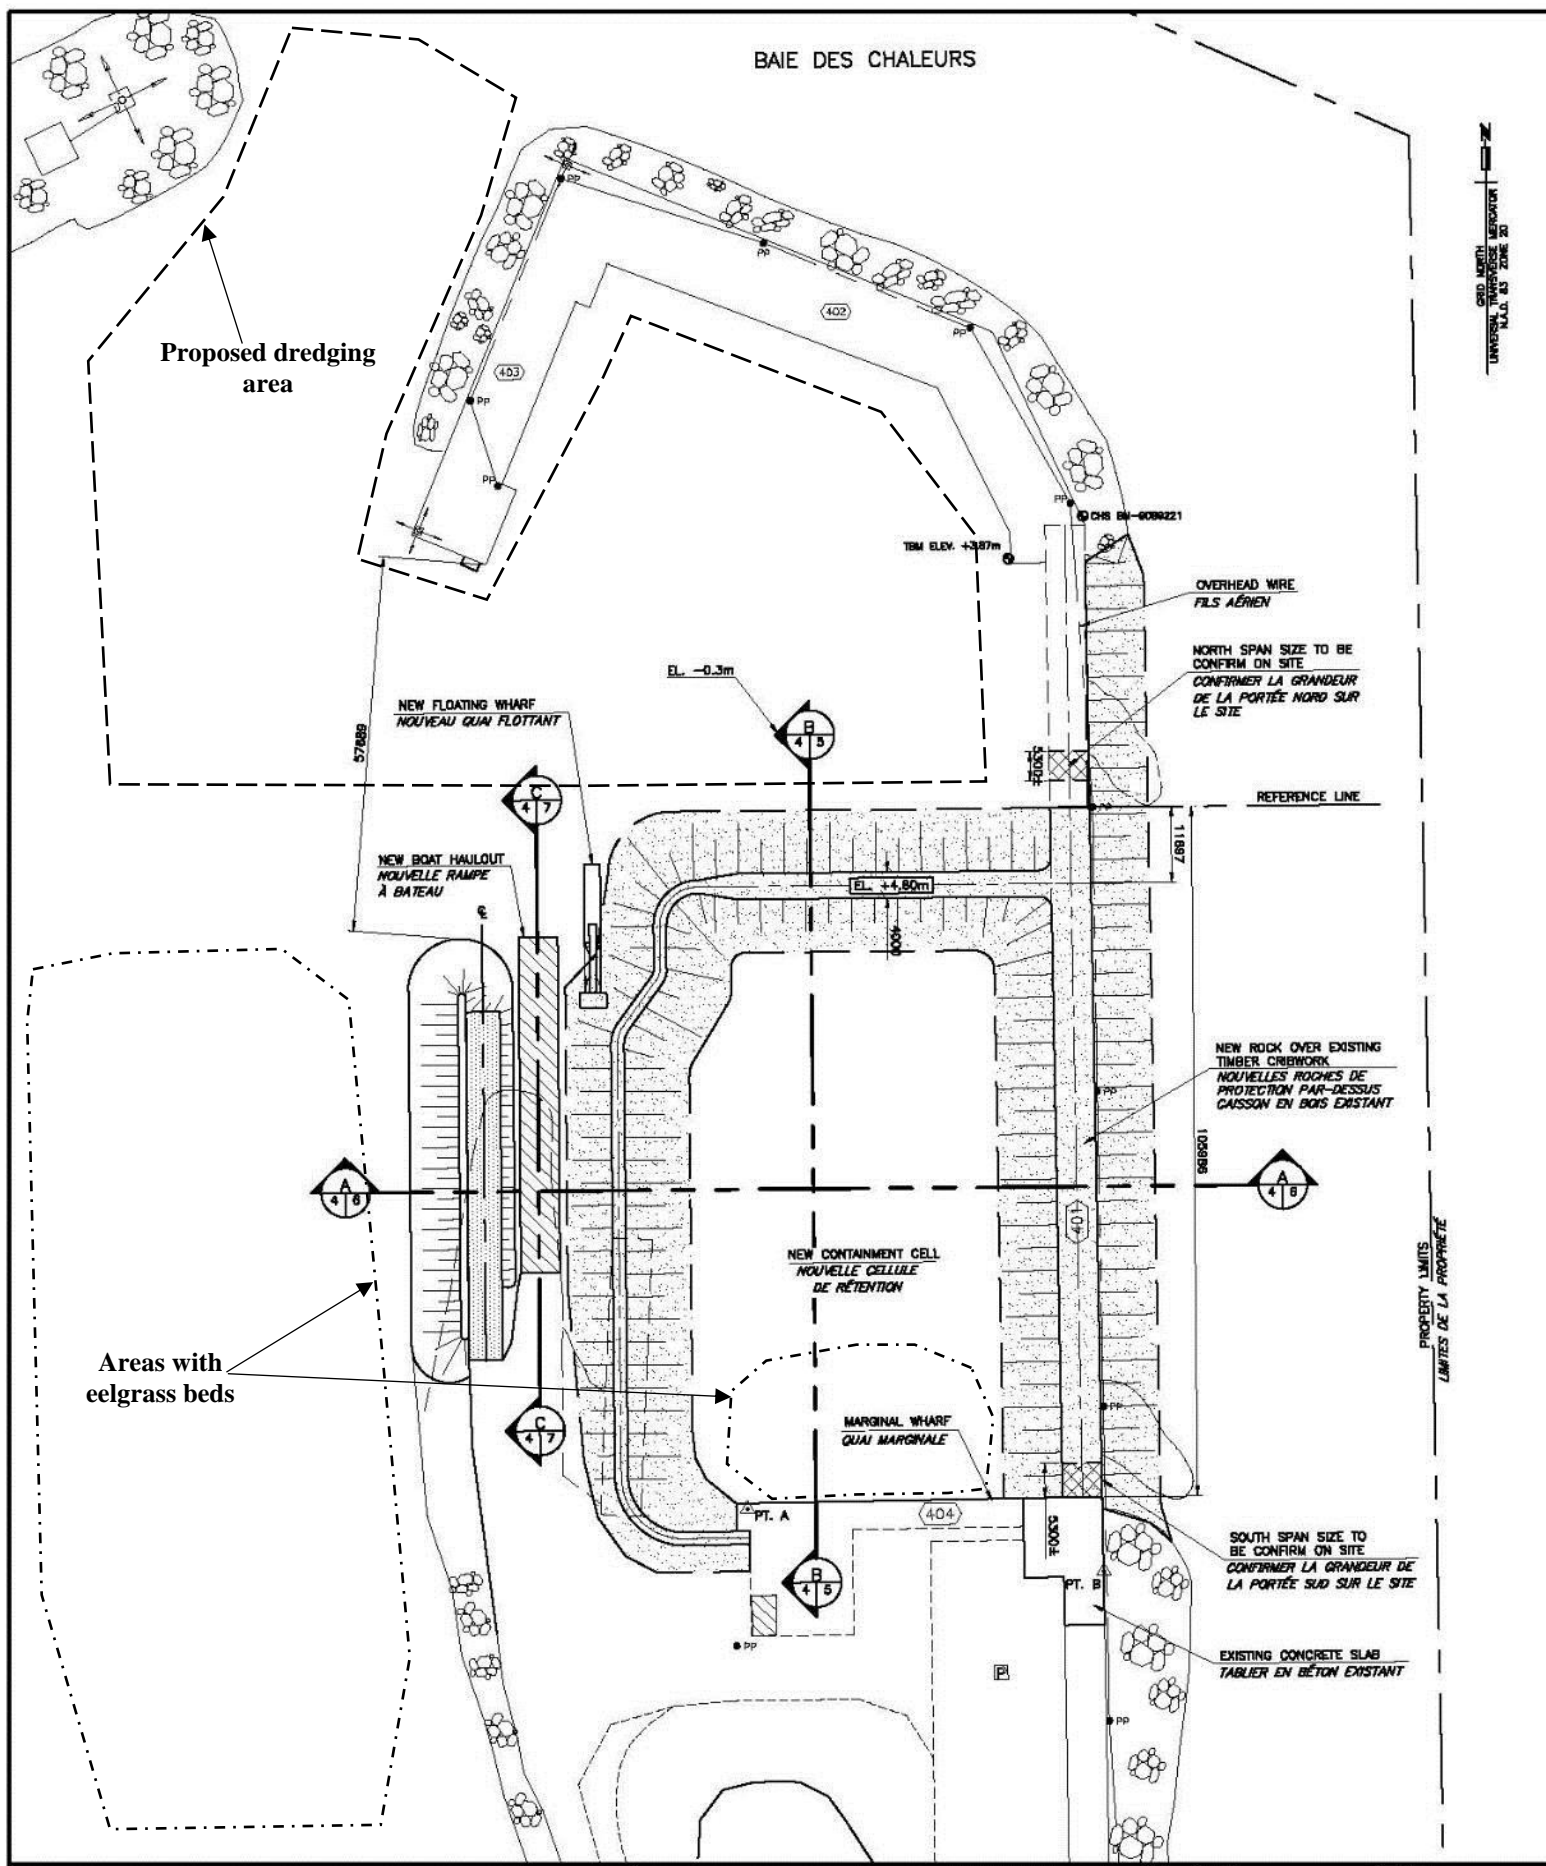 BAIE DES CHALEURS
GRID NORTH
UNIVERSAL TRANSVERSE MERCATOR
N.A.D. 83 ZONE 20
Proposed dredging
area
PP
PP
402
PP
403
PP
PP
PP
CHS BM-9089221
TBM ELEV. +3.87m
OVERHEAD WIRE
FILS AÉRIEN
NORTH SPAN SIZE TO BE
CONFIRM ON SITE
CONFIRMER LA GRANDEUR
DE LA PORTÉE NORD SUR
LE SITE
EL. -0.3m
NEW FLOATING WHARF
NOUVEAU QUAI FLOTTANT
B
4 5
57689
5300±
C
4 7
REFERENCE LINE
PP
11697
NEW BOAT HAULOUT
NOUVELLE RAMPE
À BATEAU
EL. +4.80m
4000
NEW ROCK OVER EXISTING
TIMBER CRIBWORK
NOUVELLES ROCHES DE
PROTECTION PAR-DESSUS
CAISSON EN BOIS EXISTANT
PP
105956
A
4 6
A
4 6
401
NEW CONTAINMENT CELL
NOUVELLE CELLULE
DE RÉTENTION
PROPERTY LIMITS
LIMITES DE LA PROPRIÉTÉ
Areas with
eelgrass beds
C
4 7
MARGINAL WHARF
QUAI MARGINALE
PP
PT. A
404
5300±
SOUTH SPAN SIZE TO
BE CONFIRM ON SITE
CONFIRMER LA GRANDEUR DE
LA PORTÉE SUD SUR LE SITE
B
4 5
PT. B
PP
P
EXISTING CONCRETE SLAB
TABLIER EN BÉTON EXISTANT
PP